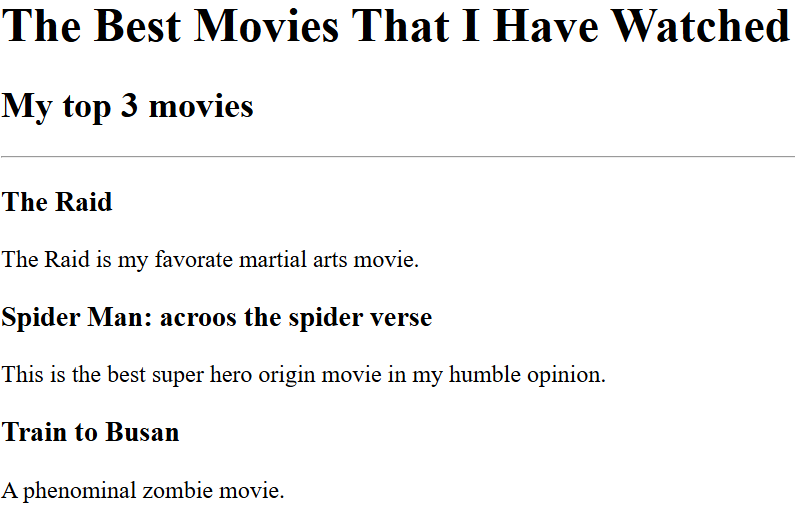 The Best Movies That I Have Watched
My top 3 movies
The Raid
The Raid is my favorate martial arts movie.
Spider Man: acroos the spider verse
This is the best super hero origin movie in my humble opinion.
Train to Busan
A phenominal zombie movie.